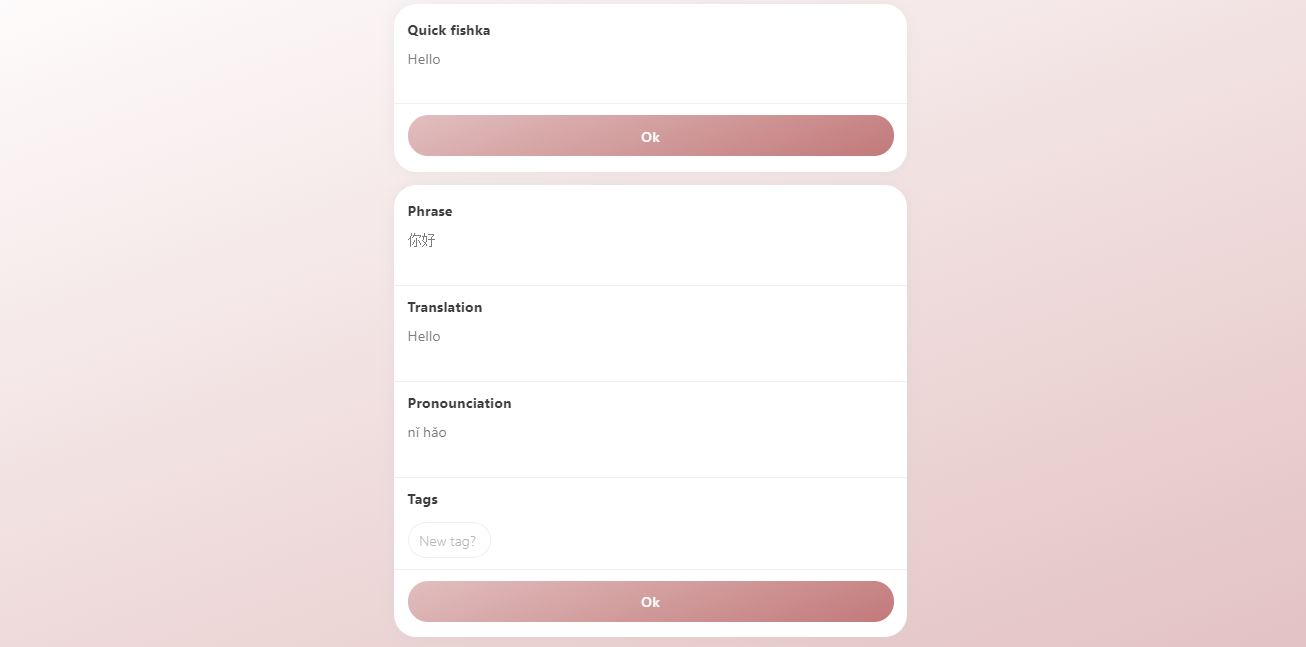 Quick fishka
Hello
Ok
Phrase
你好
Translation
Hello
Pronounciation
nǐ hǎo
Tags
New tag?
Ok